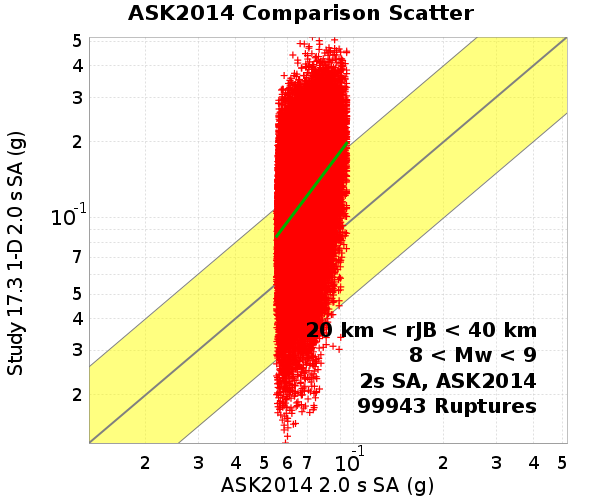 ASK2014 Comparison Scatter
Study 17.3 1-D 2.0 s SA (g)
5
4
3
2
10⁻¹
7
5
4
3
2
20 km < rJB < 40 km
8 < Mw < 9
2s SA, ASK2014
99943 Ruptures
2 3 4 5 6 7 10⁻¹ 2 3 4 5
ASK2014 2.0 s SA (g)